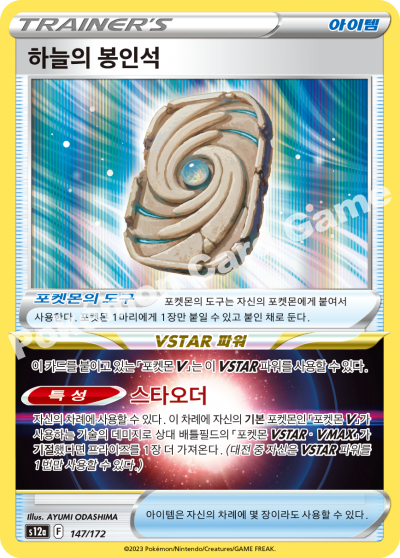 TRAINER'S 아이템
하늘의 봉인석
Pokémon Card Game
포켓몬의 도구 포켓몬의 도구는 자신의 포켓몬에게 붙여서
사용한다. 포켓몬 1마리에게 1장만 붙일 수 있고 붙인 채로 둔다.
VSTAR 파워
이 카드를 붙이고 있는 「포켓몬 V」는 이 VSTAR 파워를 사용할 수 있다.
특성 스타오더
자신의 차례에 사용할 수 있다. 이 차례에 자신의 기본 포켓몬인 「포켓몬 V」가
사용하는 기술의 데미지로 상대 배틀필드의 「포켓몬 VSTAR・VMAX」가
기절했다면 프라이즈를 1장 더 가져온다. (대전 중 자신은 VSTAR 파워를
1번만 사용할 수 있다.)
Illus. AYUMI ODASHIMA
s12a F 147/172
아이템은 자신의 차례에 몇 장이라도 사용할 수 있다.
©2023 Pokémon/Nintendo/Creatures/GAME FREAK.